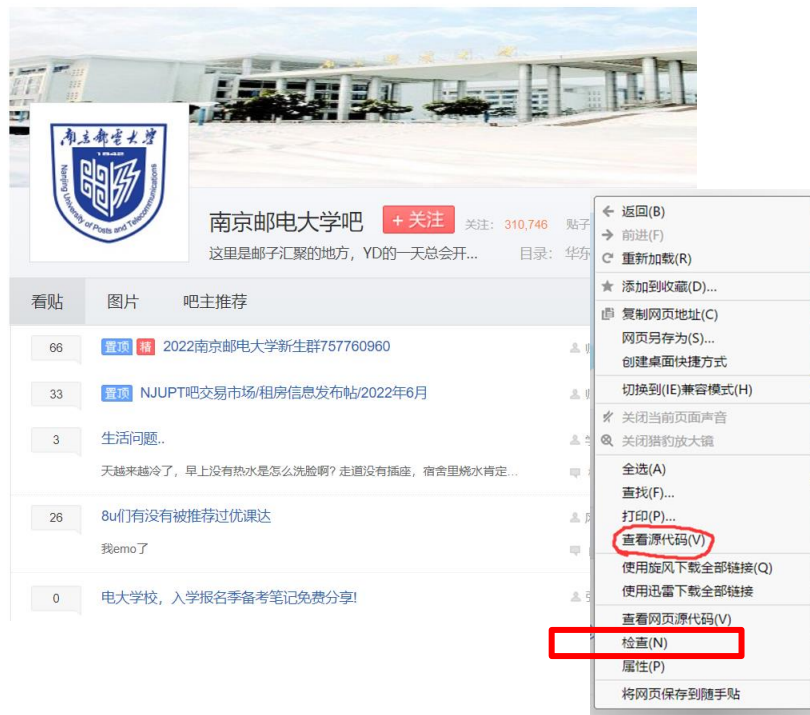 南京邮电大学
1942
Nanjing University of Posts and Telecommunications
南京邮电大学吧
+关注
关注: 310,746
贴子
这里是邮子汇聚的地方，YD的一天总会开...
目录: 华东
看贴
图片
吧主推荐
66
置顶 精 2022南京邮电大学新生群757760960
33
置顶 NJUPT吧交易市场/租房信息发布帖/2022年6月
3
生活问题..
天越来越冷了，早上没有热水是怎么洗脸啊? 走道没有插座，宿舍里烧水肯定...
26
8u们有没有被推荐过优课达
我emo了
0
电大学校，入学报名季备考笔记免费分享!
返回(B)
前进(F)
重新加载(R)
添加到收藏(D)...
复制网页地址(C)
网页另存为(S)...
创建桌面快捷方式
切换到(IE)兼容模式(H)
关闭当前页面声音
关闭猎豹放大镜
全选(A)
查找(F)...
打印(P)...
查看源代码(V)
使用旋风下载全部链接(Q)
使用迅雷下载全部链接
查看网页源代码(V)
检查(N)
属性(P)
将网页保存到随手贴